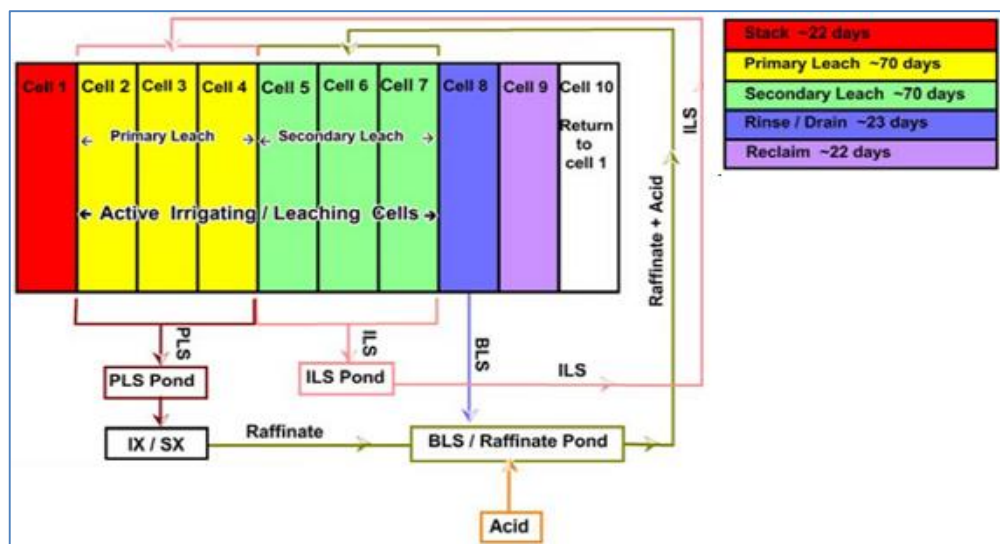 Cell 1
Cell 2
Cell 3
Cell 4
Cell 5
Cell 6
Cell 7
Cell 8
Cell 9
Cell 10
Return
to
cell 1
Primary Leach
Secondary Leach
Active Irrigating / Leaching Cells
Stack ~22 days
Primary Leach ~70 days
Secondary Leach ~70 days
Rinse / Drain ~23 days
Reclaim ~22 days
ILS
Raffinate + Acid
PLS
ILS
BLS
PLS Pond
ILS Pond
ILS
IX / SX
Raffinate
BLS / Raffinate Pond
Acid